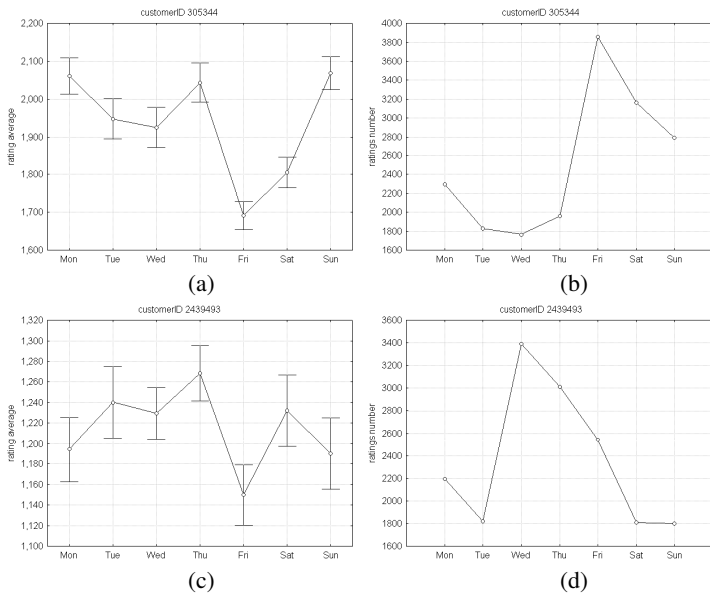 customerID 305344
2,200
2,100
2,000
1,900
1,800
1,700
1,600
rating average
Mon Tue Wed Thu Fri Sat Sun
(a)
customerID 305344
4000
3800
3600
3400
3200
3000
2800
2600
2400
2200
2000
1800
1600
ratings number
Mon Tue Wed Thu Fri Sat Sun
(b)
customerID 2439493
1,320
1,300
1,280
1,260
1,240
1,220
1,200
1,180
1,160
1,140
1,120
1,100
rating average
Mon Tue Wed Thu Fri Sat Sun
(c)
customerID 2439493
3600
3400
3200
3000
2800
2600
2400
2200
2000
1800
1600
ratings number
Mon Tue Wed Thu Fri Sat Sun
(d)